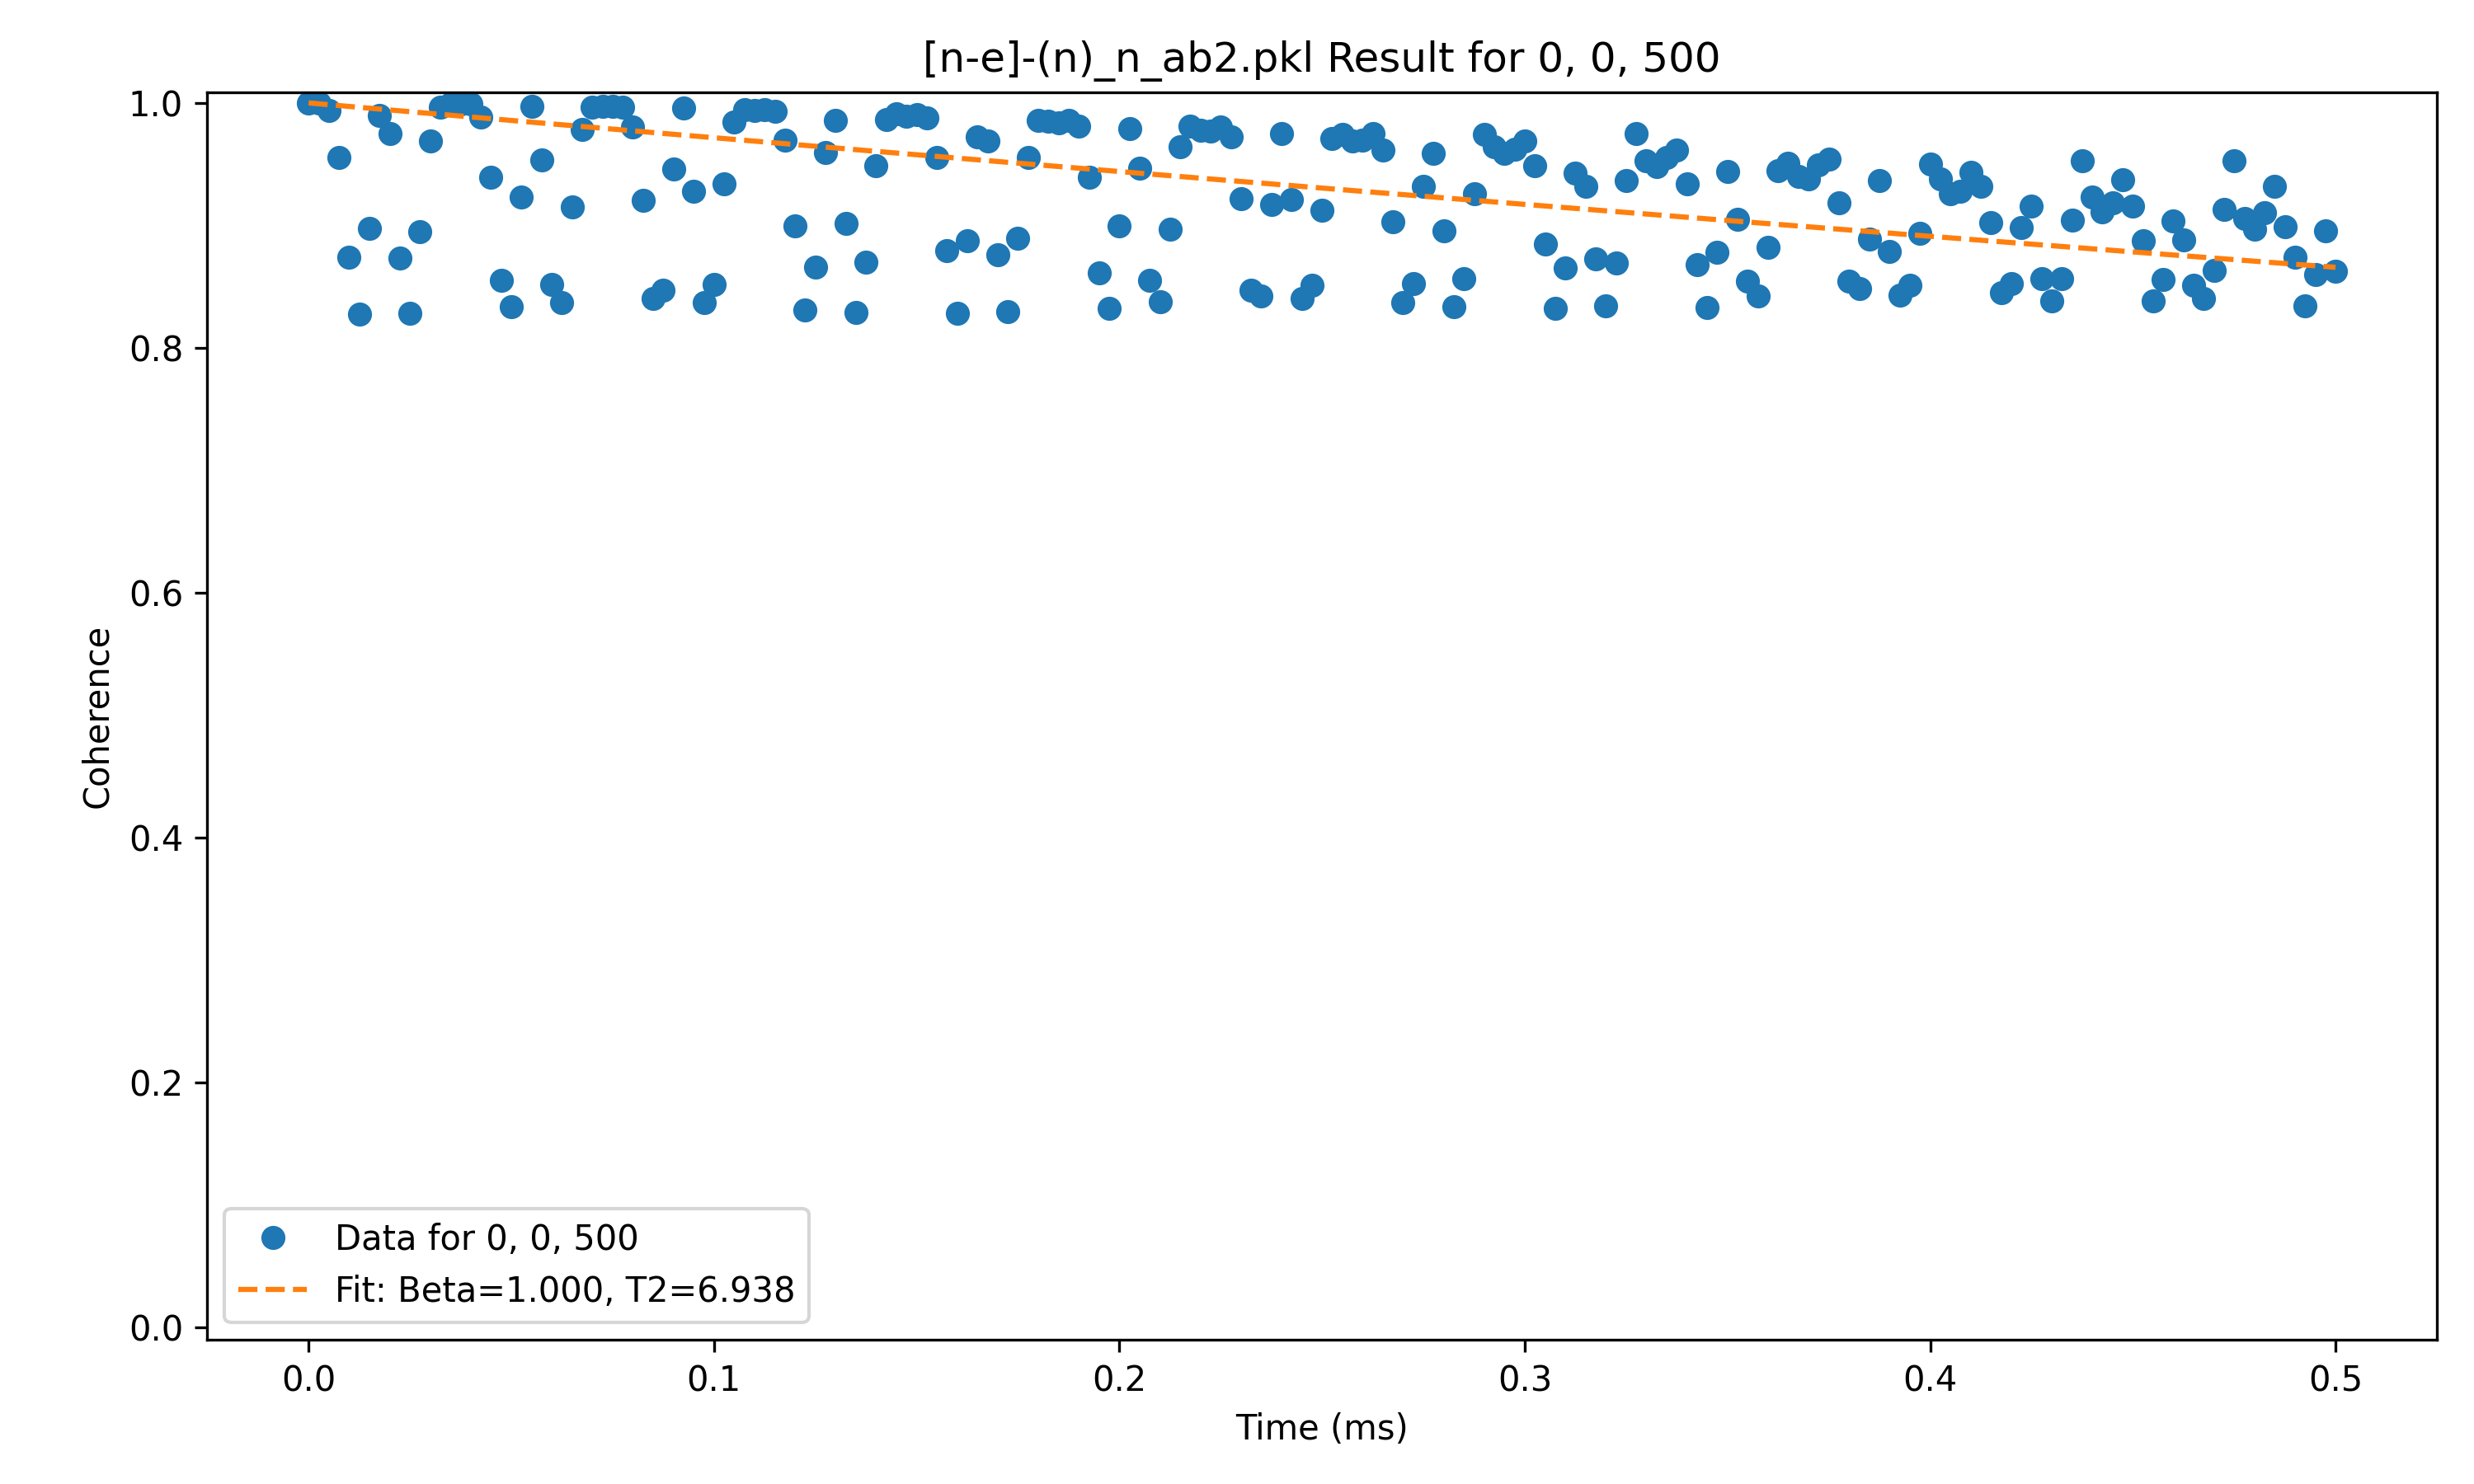 [n-e]-(n)_n_ab2.pkl Result for 0, 0, 500
1.0
0.8
0.6
0.4
0.2
0.0
Coherence
Data for 0, 0, 500
Fit: Beta=1.000, T2=6.938
0.0 0.1 0.2 0.3 0.4 0.5
Time (ms)